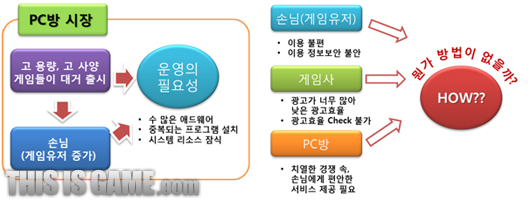 PC방 시장
고 용량, 고 사양
게임들이 대거 출시
운영의
필요성
손님
(게임유저 증가)
• 수 많은 애드웨어
• 중복되는 프로그램 설치
• 시스템 리소스 잠식
손님(게임유저)
• 이용 불편
• 이용 정보보안 불안
게임사
• 광고가 너무 많아
낮은 광고효율
• 광고효율 Check 불가
PC방
• 치열한 경쟁 속,
손님에게 편안한
서비스 제공 필요
뭔가 방법이 없을까?
HOW??
THIS IS GAME.com